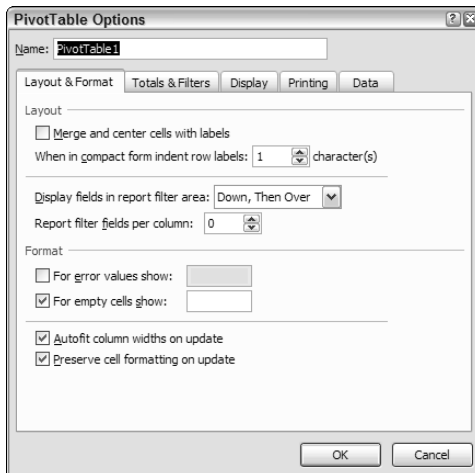 PivotTable Options
Name: PivotTable1
Layout & Format Totals & Filters Display Printing Data
Layout
Merge and center cells with labels
When in compact form indent row labels: 1 character(s)
Display fields in report filter area: Down, Then Over
Report filter fields per column: 0
Format
For error values show:
For empty cells show:
Autofit column widths on update
Preserve cell formatting on update
OK Cancel